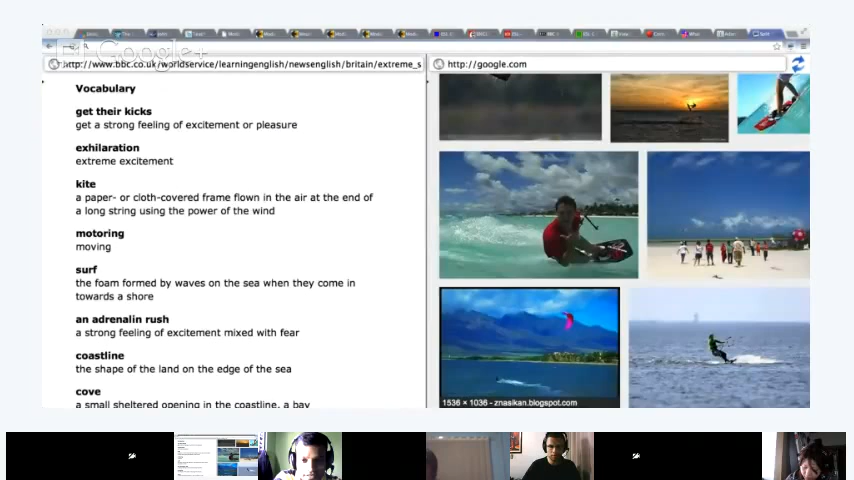 Google+
http://www.bbc.co.uk/worldservice/learningenglish/newsenglish/britain/extreme_s
http://google.com
Vocabulary
get their kicks
get a strong feeling of excitement or pleasure
exhilaration
extreme excitement
kite
a paper- or cloth-covered frame flown in the air at the end of
a long string using the power of the wind
motoring
moving
surf
the foam formed by waves on the sea when they come in
towards a shore
an adrenalin rush
a strong feeling of excitement mixed with fear
coastline
the shape of the land on the edge of the sea
cove
a small sheltered opening in the coastline, a bay
1536 × 1036 - znasikan.blogspot.com